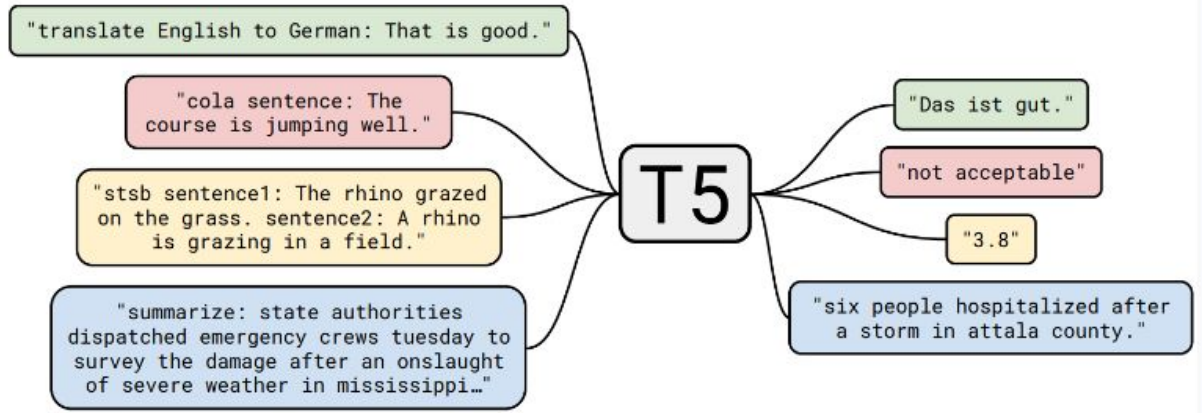 "translate English to German: That is good."
"cola sentence: The
course is jumping well."
"stsb sentence1: The rhino grazed
on the grass. sentence2: A rhino
is grazing in a field."
"summarize: state authorities
dispatched emergency crews tuesday to
survey the damage after an onslaught
of severe weather in mississippi…"
T5
"Das ist gut."
"not acceptable"
"3.8"
"six people hospitalized after
a storm in attala county."